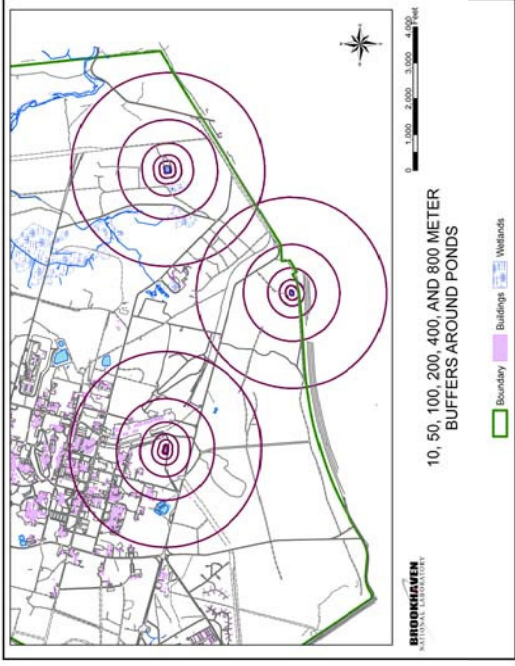 0
1,000
2,000
3,000
4,000
Feet
10, 50, 100, 200, 400, AND 800 METER
BUFFERS AROUND PONDS
BROOKHAVEN
NATIONAL LABORATORY
Boundary
Buildings
Wetlands